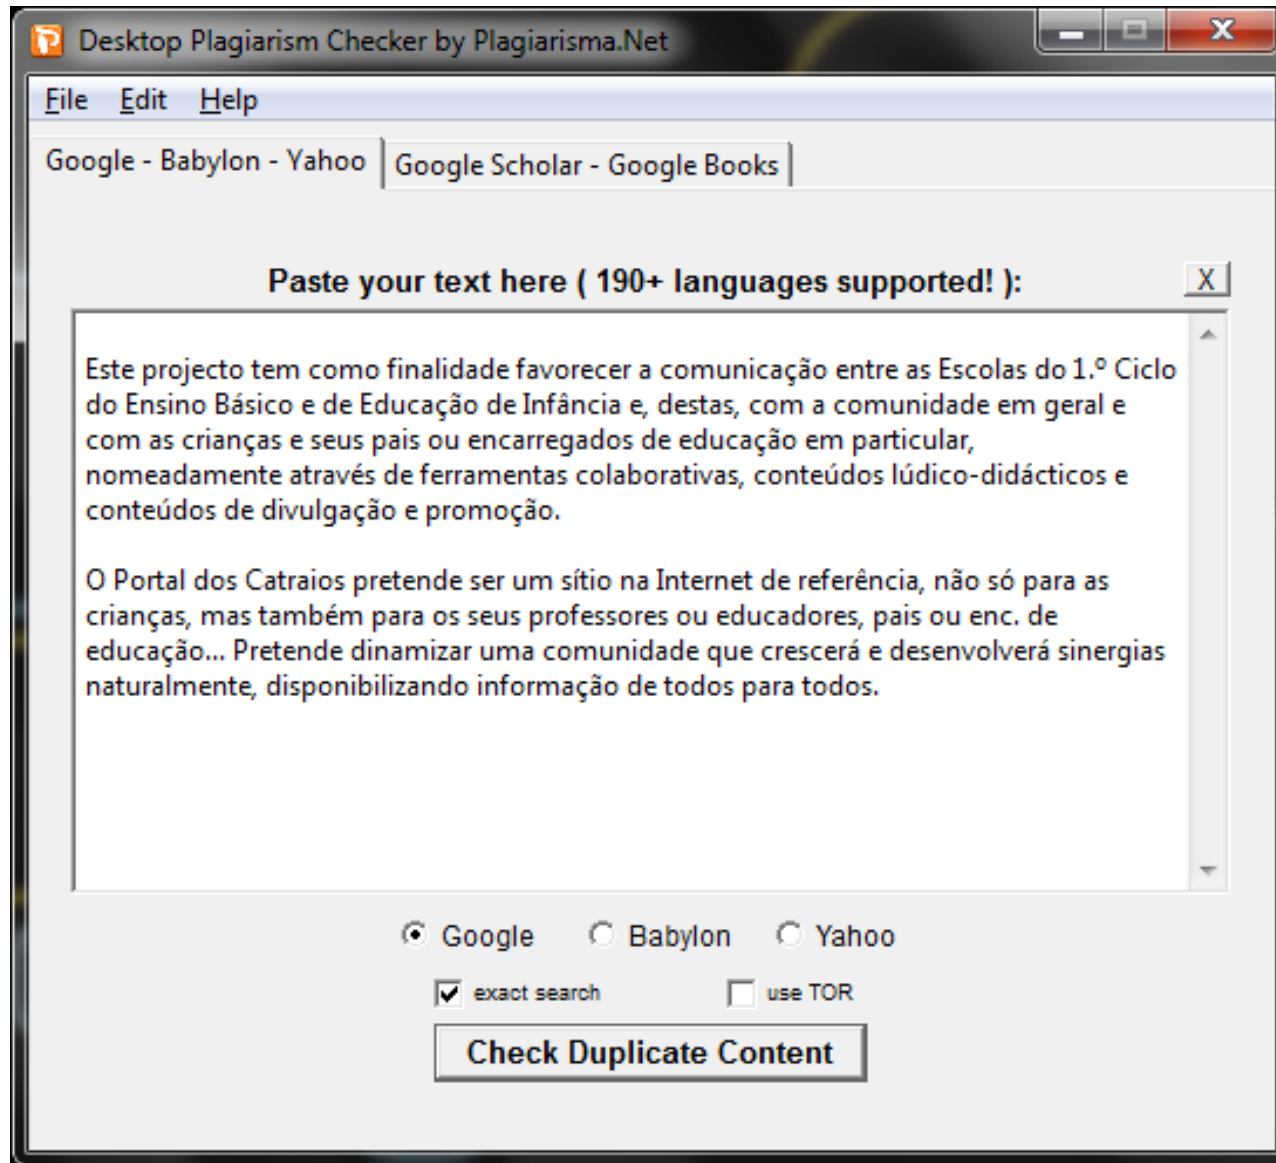 Desktop Plagiarism Checker by Plagiarisma.Net
File Edit Help
Google - Babylon - Yahoo
Google Scholar - Google Books
Paste your text here ( 190+ languages supported! ):
X
Este projecto tem como finalidade favorecer a comunicação entre as Escolas do 1.º Ciclo
do Ensino Básico e de Educação de Infância e, destas, com a comunidade em geral e
com as crianças e seus pais ou encarregados de educação em particular,
nomeadamente através de ferramentas colaborativas, conteúdos lúdico-didácticos e
conteúdos de divulgação e promoção.
O Portal dos Catraios pretende ser um sítio na Internet de referência, não só para as
crianças, mas também para os seus professores ou educadores, pais ou enc. de
educação... Pretende dinamizar uma comunidade que crescerá e desenvolverá sinergias
naturalmente, disponibilizando informação de todos para todos.
Google Babylon Yahoo
exact search use TOR
Check Duplicate Content